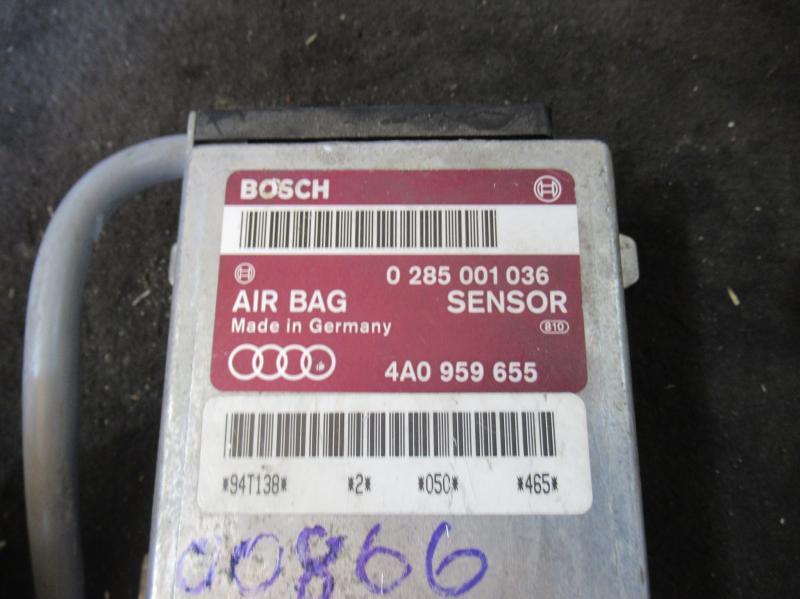 BOSCH
0 285 001 036
AIR BAG SENSOR
Made in Germany 810
4A0 959 655
*94T138* *2* *050* *465*
00866